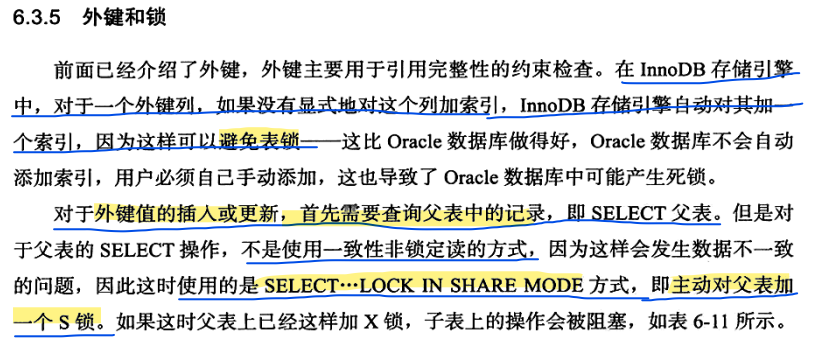 6.3.5 外键和锁
前面已经介绍了外键，外键主要用于引用完整性的约束检查。在 InnoDB 存储引擎
中，对于一个外键列，如果没有显式地对这个列加索引，InnoDB 存储引擎自动对其加一
个索引，因为这样可以避免表锁——这比 Oracle 数据库做得好，Oracle 数据库不会自动
添加索引，用户必须自己手动添加，这也导致了 Oracle 数据库中可能产生死锁。
对于外键值的插入或更新，首先需要查询父表中的记录，即 SELECT 父表。但是对
于父表的 SELECT 操作，不是使用一致性非锁定读的方式，因为这样会发生数据不一致
的问题，因此这时使用的是 SELECT…LOCK IN SHARE MODE 方式，即主动对父表加
一个 S 锁。如果这时父表上已经这样加 X 锁，子表上的操作会被阻塞，如表 6-11 所示。